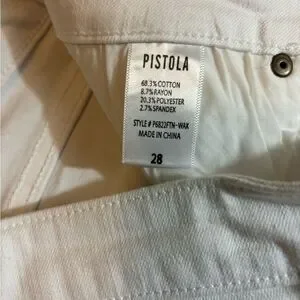 PISTOLA
68.3%COTTON
8.7%RAYON
20.3%POLYESTER
2.7%SPANDEX
STYLE # P6822FTN-WAX
MADE IN CHINA
28